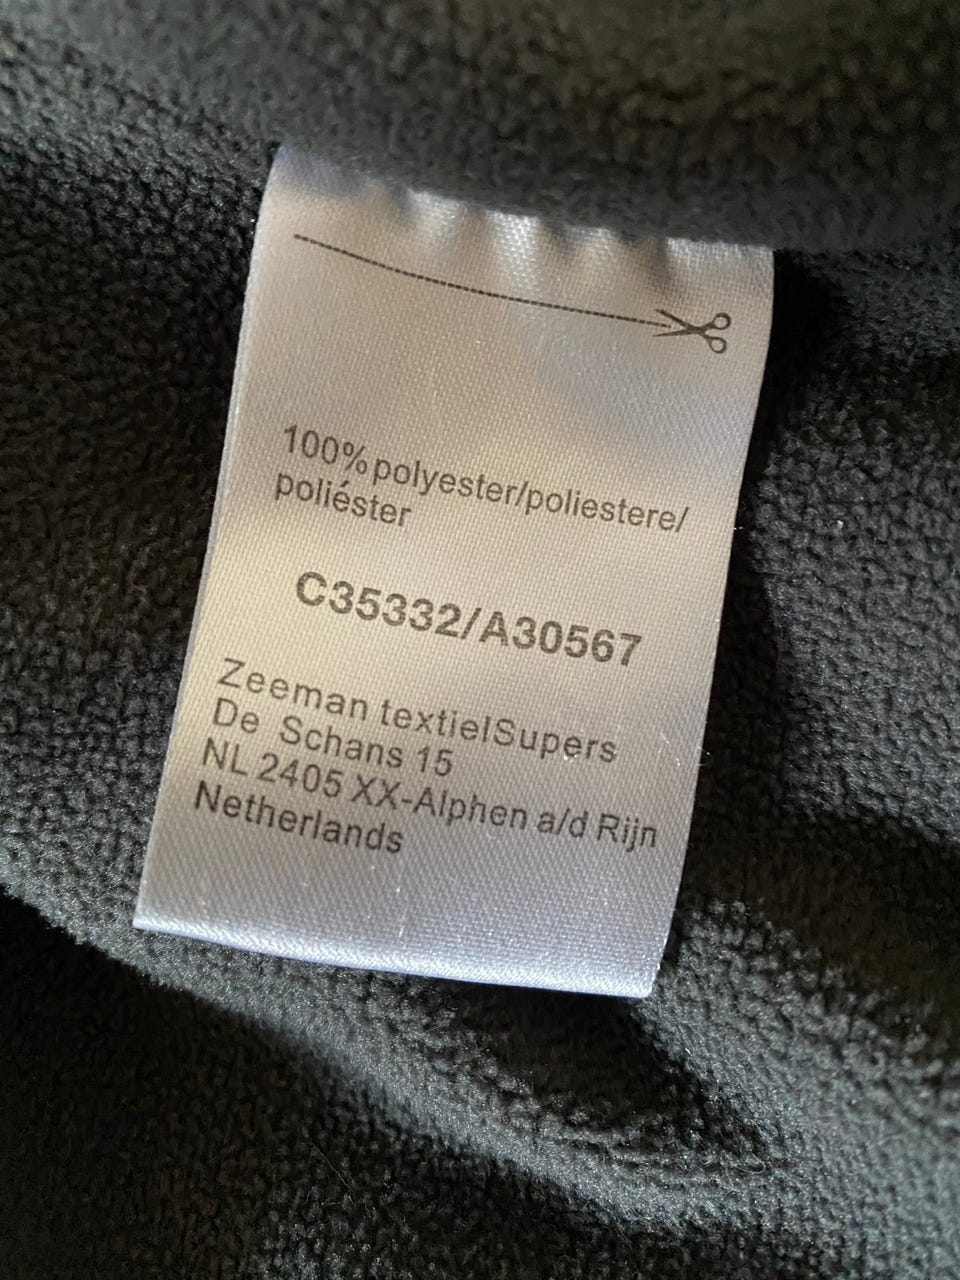 100% polyester/poliestere/
poliéster
C35332/A30567
Zeeman textielSupers
De Schans 15
NL 2405 XX-Alphen a/d Rijn
Netherlands